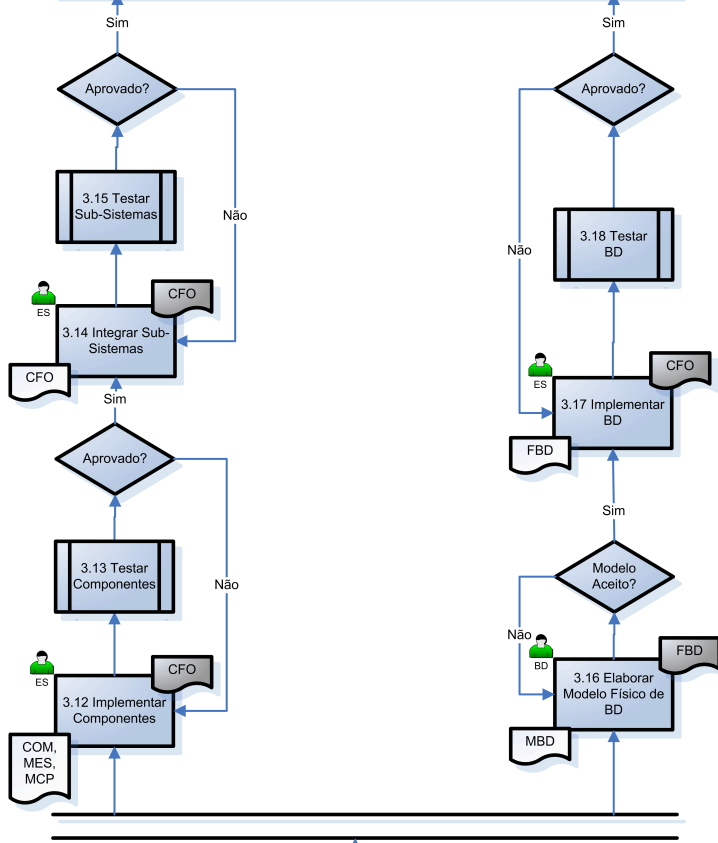 Sim
Sim
Aprovado?
Aprovado?
3.15 Testar
Sub-Sistemas
Não
3.18 Testar
BD
Não
CFO
ES
3.14 Integrar Sub-
Sistemas
CFO
Sim
CFO
ES
3.17 Implementar
BD
FBD
Aprovado?
Sim
3.13 Testar
Componentes
Não
Modelo
Aceito?
Não
CFO
ES
3.12 Implementar
Componentes
COM,
MES,
MCP
FBD
BD
3.16 Elaborar
Modelo Físico de
BD
MBD